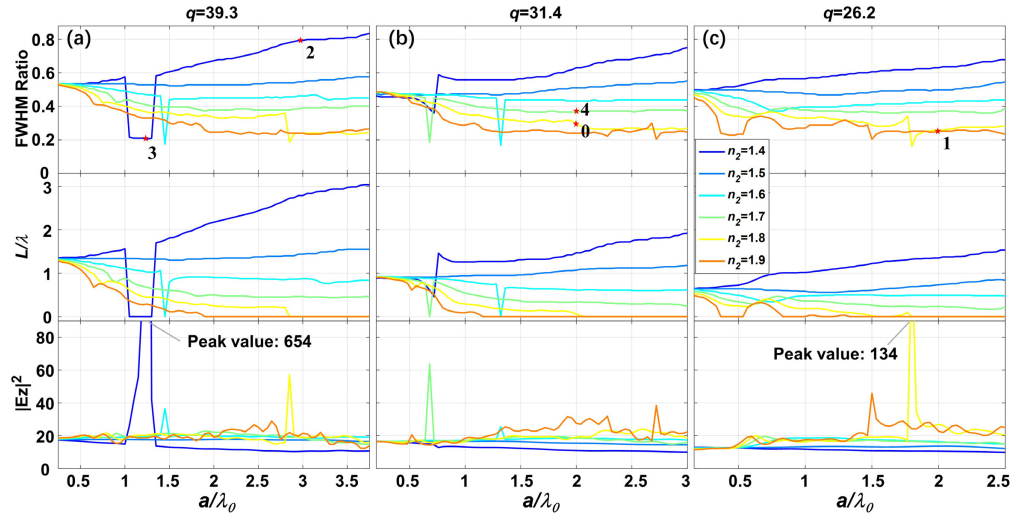 q=39.3
q=31.4
q=26.2
(a)
(b)
(c)
FWHM Ratio
0.8
0.6
0.4
0.2
0
2
3
4
0
1
n2=1.4
n2=1.5
n2=1.6
n2=1.7
n2=1.8
n2=1.9
L/λ
3
2
1
0
|Ez|²
80
60
40
20
0
Peak value: 654
Peak value: 134
0.5 1 1.5 2 2.5 3 3.5
0.5 1 1.5 2 2.5 3
0.5 1 1.5 2 2.5
a/λ0
a/λ0
a/λ0